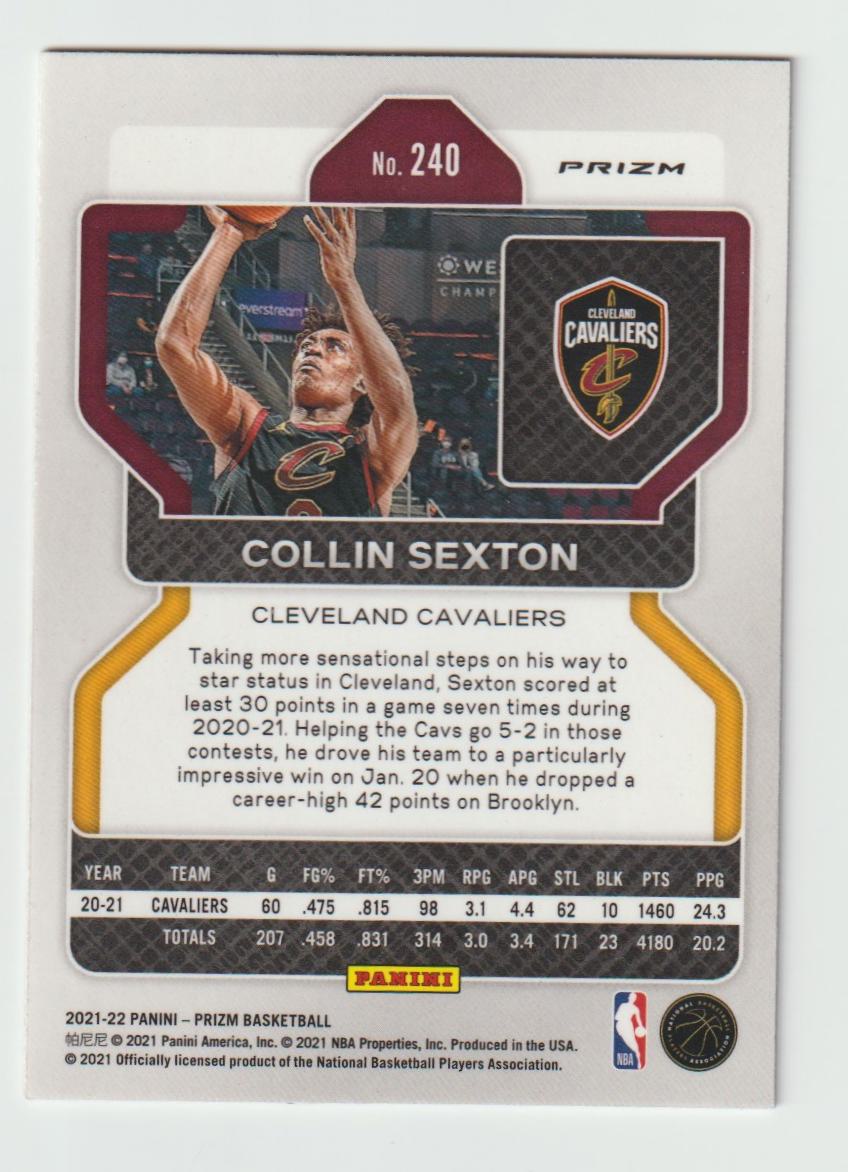 No. 240
PRIZM
WE
CHAMP
everstream
CLEVELAND
CAVALIERS
C
C
COLLIN SEXTON
CLEVELAND CAVALIERS
Taking more sensational steps on his way to
star status in Cleveland, Sexton scored at
least 30 points in a game seven times during
2020-21. Helping the Cavs go 5-2 in those
contests, he drove his team to a particularly
impressive win on Jan. 20 when he dropped a
career-high 42 points on Brooklyn.
YEAR TEAM G FG% FT% 3PM RPG APG STL BLK PTS PPG
20-21 CAVALIERS 60 .475 .815 98 3.1 4.4 62 10 1460 24.3
TOTALS 207 .458 .831 314 3.0 3.4 171 23 4180 20.2
PANINI
2021-22 PANINI – PRIZM BASKETBALL
帕尼尼 © 2021 Panini America, Inc. © 2021 NBA Properties, Inc. Produced in the USA.
© 2021 Officially licensed product of the National Basketball Players Association.
NBA
NATIONAL BASKETBALL
PLAYERS ASSOCIATION